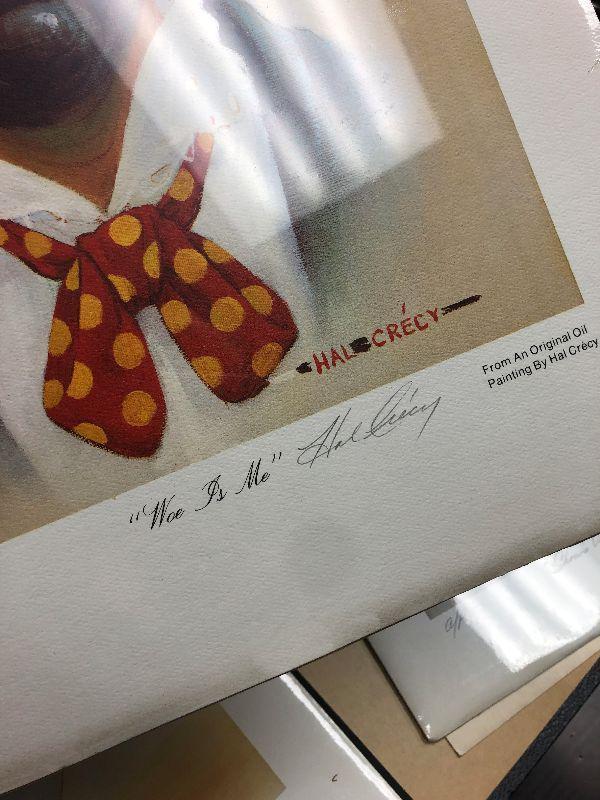 HAL CRÉCY
From An Original Oil
Painting By Hal Crécy
"Woe Is Me" Hal Crécy